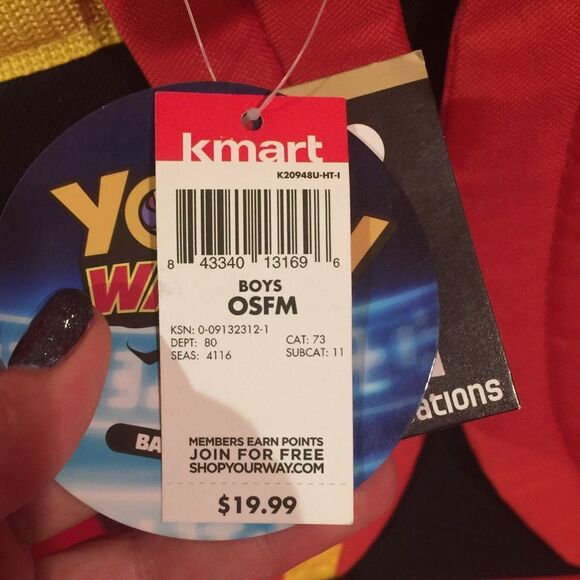 kmart
K20948U-HT-I
8 43340 13169 6
BOYS
OSFM
KSN: 0-09132312-1
DEPT: 80 CAT: 73
SEAS: 4116 SUBCAT: 11
MEMBERS EARN POINTS
JOIN FOR FREE
SHOPYOURWAY.COM
$19.99